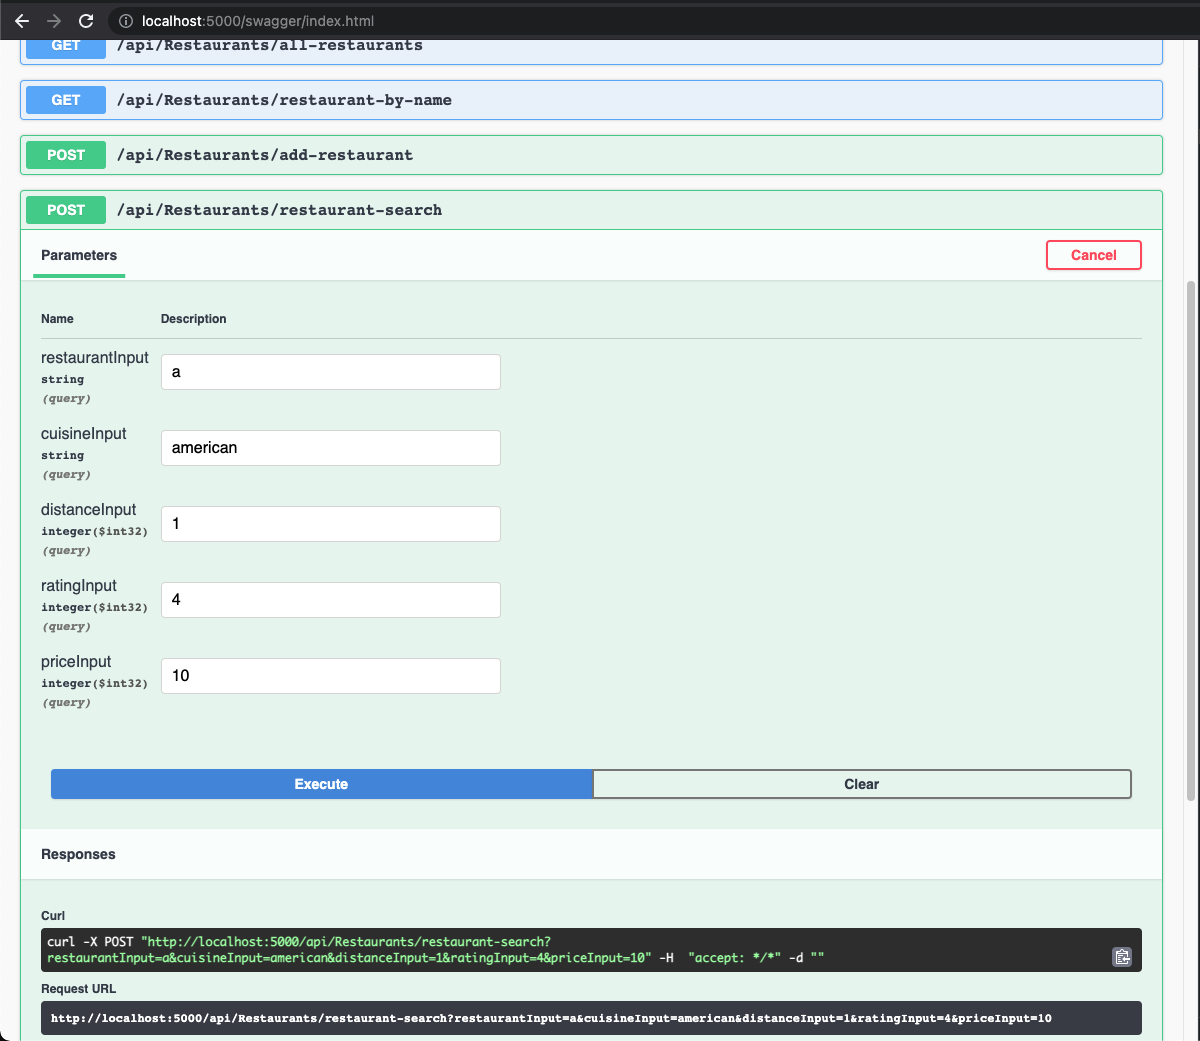 localhost:5000/swagger/index.html
GET /api/Restaurants/all-restaurants
GET /api/Restaurants/restaurant-by-name
POST /api/Restaurants/add-restaurant
POST /api/Restaurants/restaurant-search
Parameters Cancel
Name Description
restaurantInput
string
(query)
a
cuisineInput
string
(query)
american
distanceInput
integer($int32)
(query)
1
ratingInput
integer($int32)
(query)
4
priceInput
integer($int32)
(query)
10
Execute Clear
Responses
Curl
curl -X POST "http://localhost:5000/api/Restaurants/restaurant-search?
restaurantInput=a&cuisineInput=american&distanceInput=1&ratingInput=4&priceInput=10" -H  "accept: */*" -d ""
Request URL
http://localhost:5000/api/Restaurants/restaurant-search?restaurantInput=a&cuisineInput=american&distanceInput=1&ratingInput=4&priceInput=10